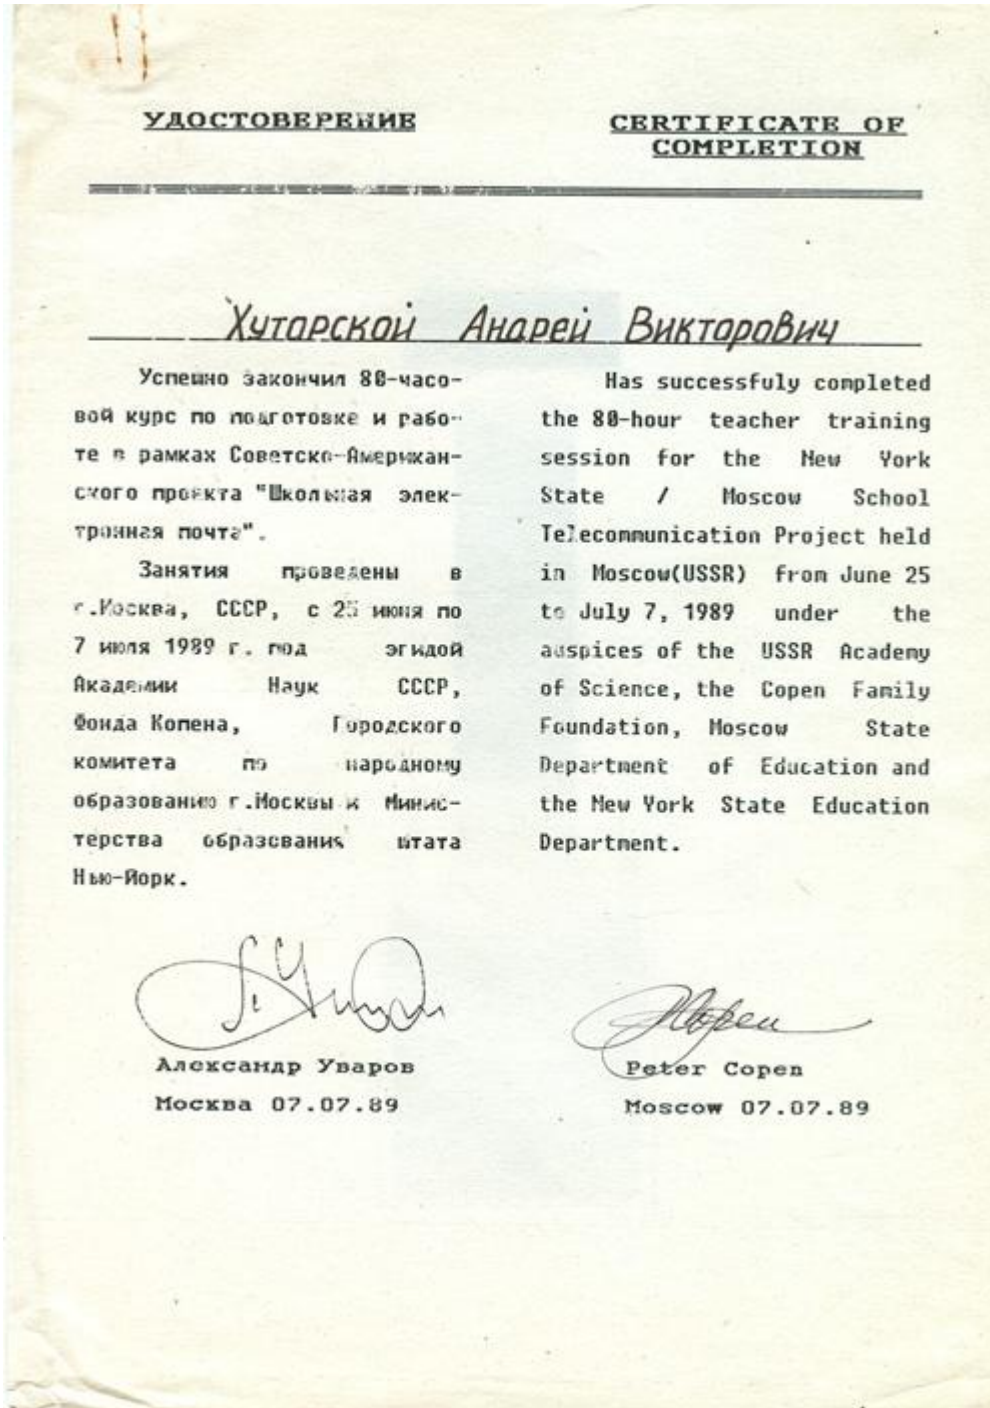 УДОСТОВЕРЕНИЕ
CERTIFICATE OF
COMPLETION
Хуторской Андрей Викторович
Успешно закончил 80-часо-
вой курс по подготовке и рабо-
те в рамках Советско-Американ-
ского проекта "Школьная элек-
тронная почта".
Занятия проведены в
г.Москва, СССР, с 25 июня по
7 июля 1989 г. под эгидой
Академии Наук СССР,
Фонда Копена, Городского
комитета по народному
образованию г.Москвы и Минис-
терства образования штата
Нью-Йорк.
Has successfuly completed
the 80-hour teacher training
session for the New York
State / Moscow School
Telecommunication Project held
in Moscow(USSR) from June 25
to July 7, 1989 under the
auspices of the USSR Academy
of Science, the Copen Family
Foundation, Moscow State
Department of Education and
the New York State Education
Department.
Александр Уваров
Москва 07.07.89
Peter Copen
Moscow 07.07.89